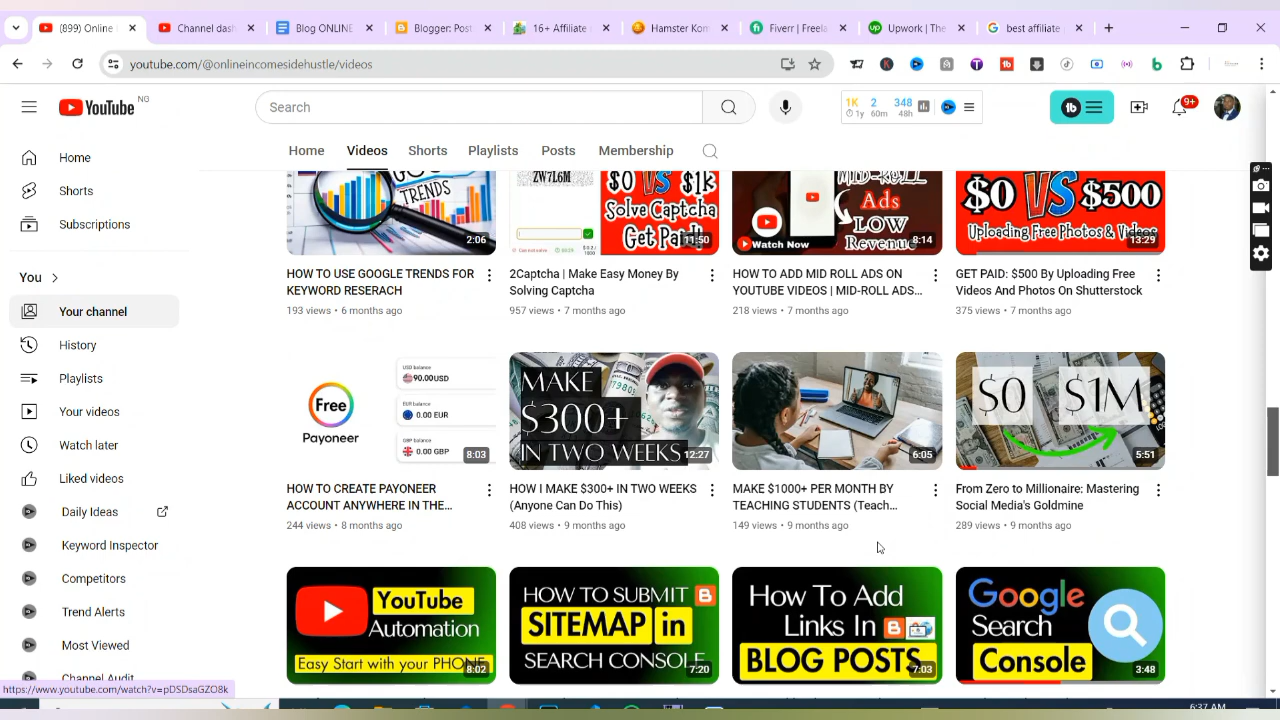 (899) Online
Channel dash
Blog ONLINE
Blogger: Post
16+ Affiliate
Hamster Kom
Fiverr | Freela
Upwork | The
best affiliate
youtube.com/@onlineincomesidehustle/videos
YouTube NG
Search
1K 2 348
1y 60m 48h
9+
Home
Shorts
Subscriptions
You
Your channel
History
Playlists
Your videos
Watch later
Liked videos
Daily Ideas
Keyword Inspector
Competitors
Trend Alerts
Most Viewed
Channel Audit
Home Videos Shorts Playlists Posts Membership
TRENDS
2:06
HOW TO USE GOOGLE TRENDS FOR
KEYWORD RESERACH
193 views • 6 months ago
ZW7L6M
$0 VS $1K
Solve Captcha
Get Paid
11:50
2Captcha | Make Easy Money By
Solving Captcha
957 views • 7 months ago
MID-ROLL
Ads
LOW
Revenue
Watch Now
8:14
HOW TO ADD MID ROLL ADS ON
YOUTUBE VIDEOS | MID-ROLL ADS...
218 views • 7 months ago
$0 VS $500
Uploading Free Photos & Videos
13:29
GET PAID: $500 By Uploading Free
Videos And Photos On Shutterstock
375 views • 7 months ago
Free
Payoneer
USD balance
90.00USD
EUR balance
0.00 EUR
GBP balance
0.00 GBP
8:03
HOW TO CREATE PAYONEER
ACCOUNT ANYWHERE IN THE...
244 views • 8 months ago
MAKE
$300+
IN TWO WEEKS
12:27
HOW I MAKE $300+ IN TWO WEEKS
(Anyone Can Do This)
408 views • 9 months ago
6:05
MAKE $1000+ PER MONTH BY
TEACHING STUDENTS (Teach...
149 views • 9 months ago
$0 $1M
5:51
From Zero to Millionaire: Mastering
Social Media's Goldmine
289 views • 9 months ago
YouTube
Automation
Easy Start with your PHONE
8:02
HOW TO SUBMIT
SITEMAP in
SEARCH CONSOLE
7:20
How To Add
Links In
BLOG POSTS
7:03
Google
Search
Console
3:48
https://www.youtube.com/watch?v=pDSDsaGZO8k
6:37 AM